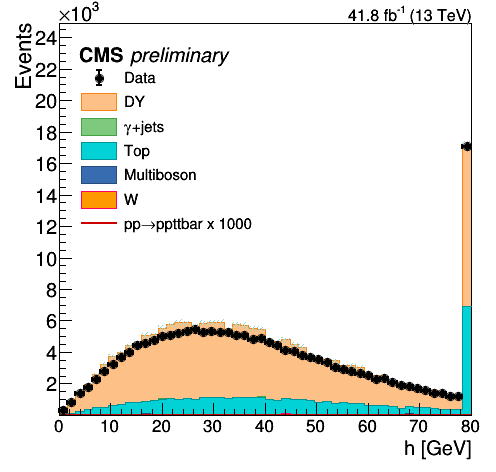 ×10³
41.8 fb⁻¹ (13 TeV)
Events
CMS preliminary
Data
DY
γ+jets
Top
Multiboson
W
pp→ppttbar x 1000
24
22
20
18
16
14
12
10
8
6
4
2
0 10 20 30 40 50 60 70 80
h [GeV]